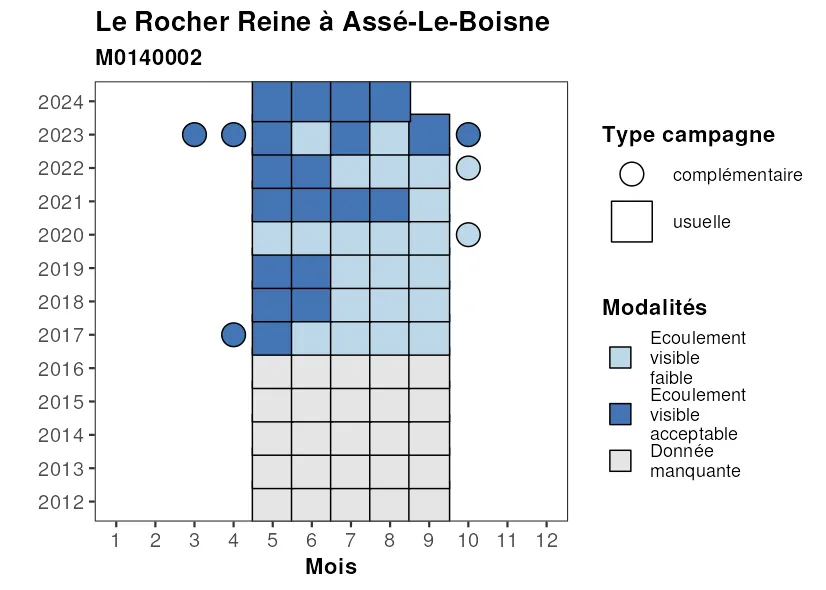 Le Rocher Reine à Assé-Le-Boisne
M0140002
2024
2023
2022
2021
2020
2019
2018
2017
2016
2015
2014
2013
2012
1 2 3 4 5 6 7 8 9 10 11 12
Mois
Type campagne
complémentaire
usuelle
Modalités
Ecoulement
visible
faible
Ecoulement
visible
acceptable
Donnée
manquante